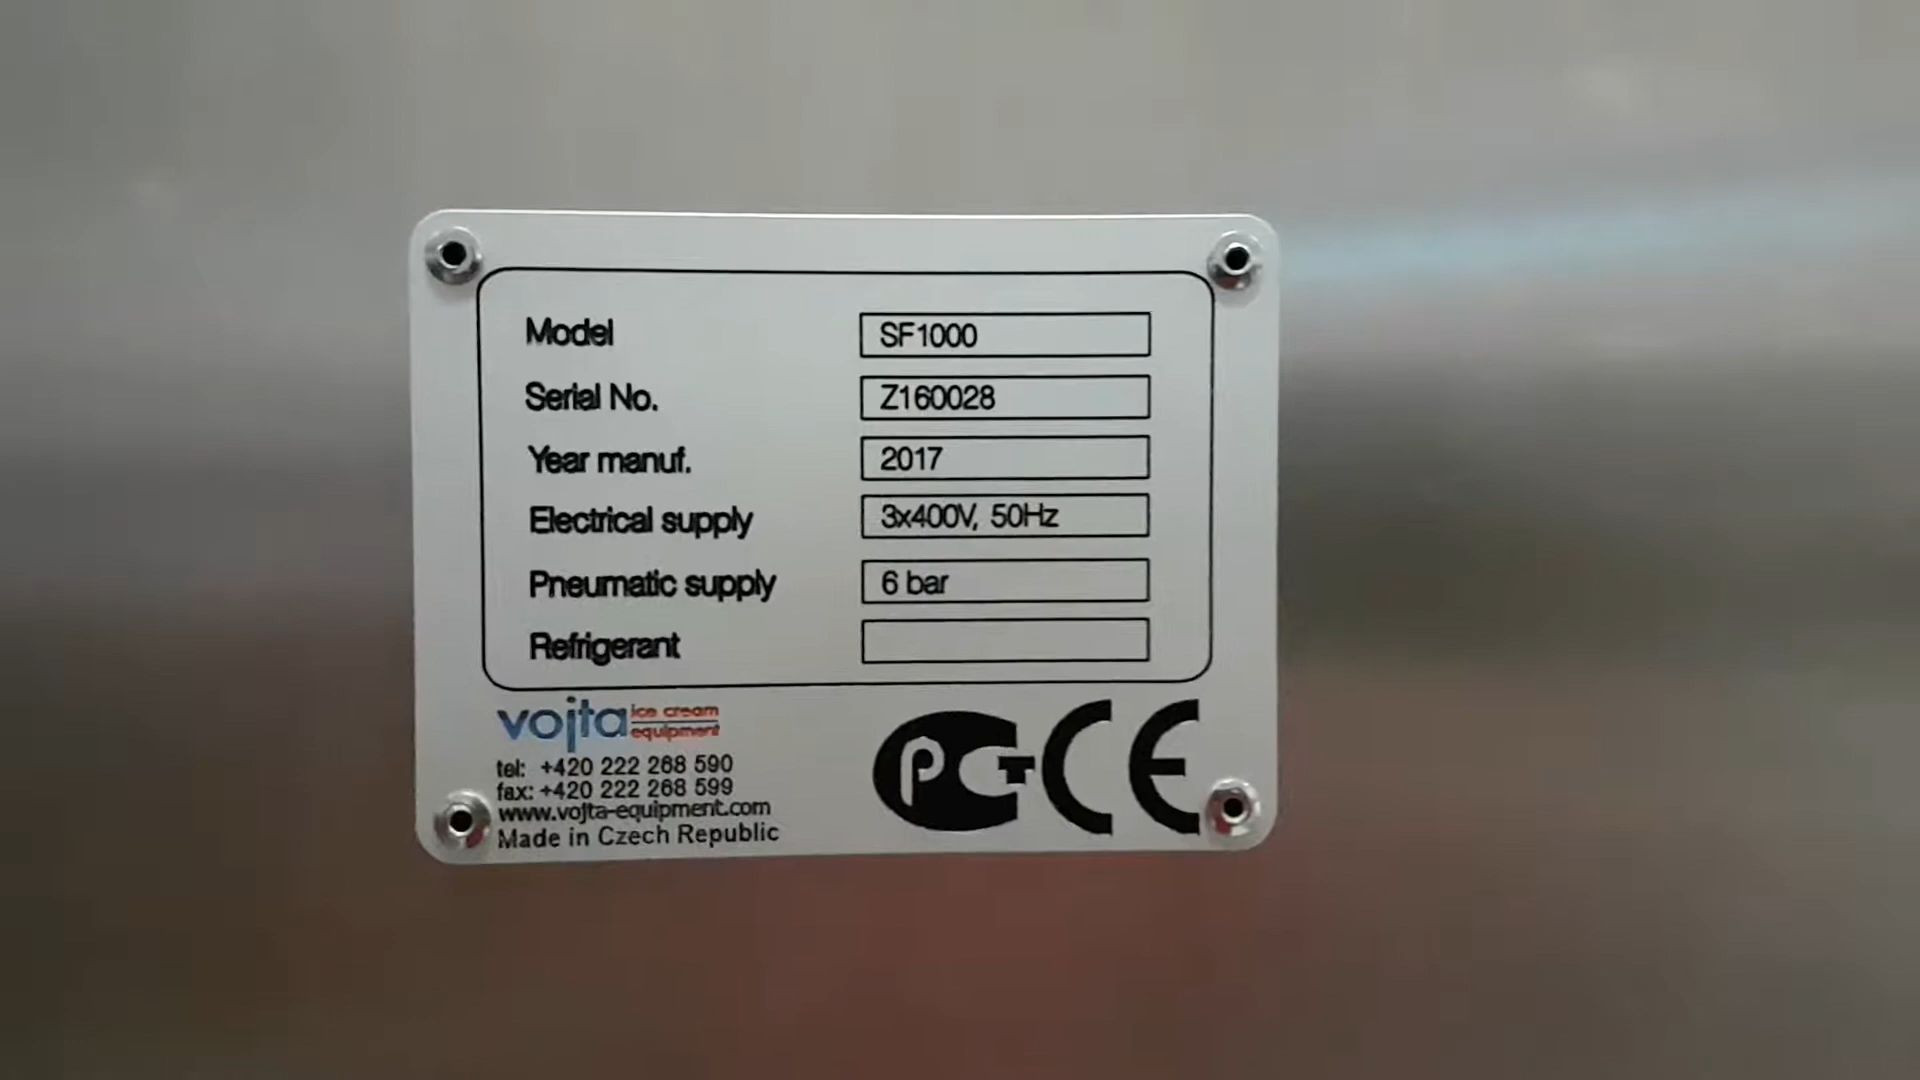 Model SF1000
Serial No. Z160028
Year manuf. 2017
Electrical supply 3x400V, 50Hz
Pneumatic supply 6 bar
Refrigerant
vojta ice cream equipment
tel: +420 222 268 590
fax: +420 222 268 599
www.vojta-equipment.com
Made in Czech Republic
PCT CE